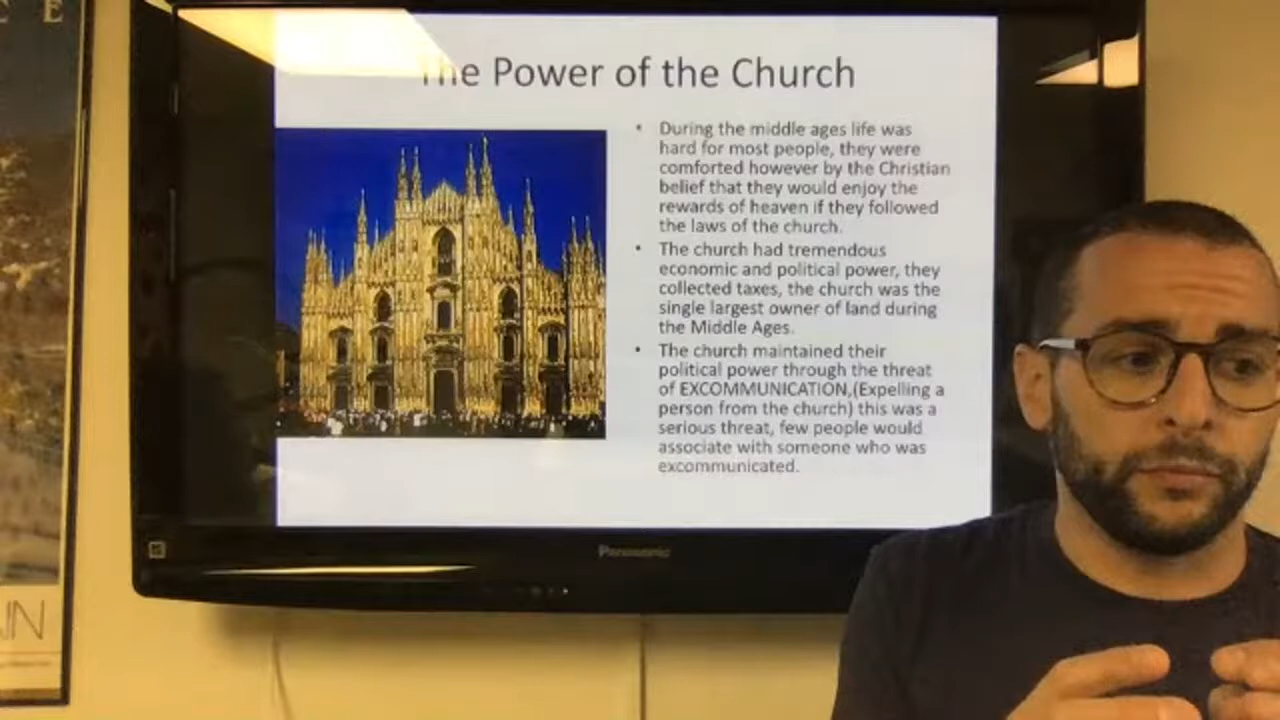 C E
The Power of the Church
• During the middle ages life was
hard for most people, they were
comforted however by the Christian
belief that they would enjoy the
rewards of heaven if they followed
the laws of the church.
• The church had tremendous
economic and political power, they
collected taxes, the church was the
single largest owner of land during
the Middle Ages.
• The church maintained their
political power through the threat
of EXCOMMUNICATION,(Expelling a
person from the church) this was a
serious threat, few people would
associate with someone who was
excommunicated.
Panasonic